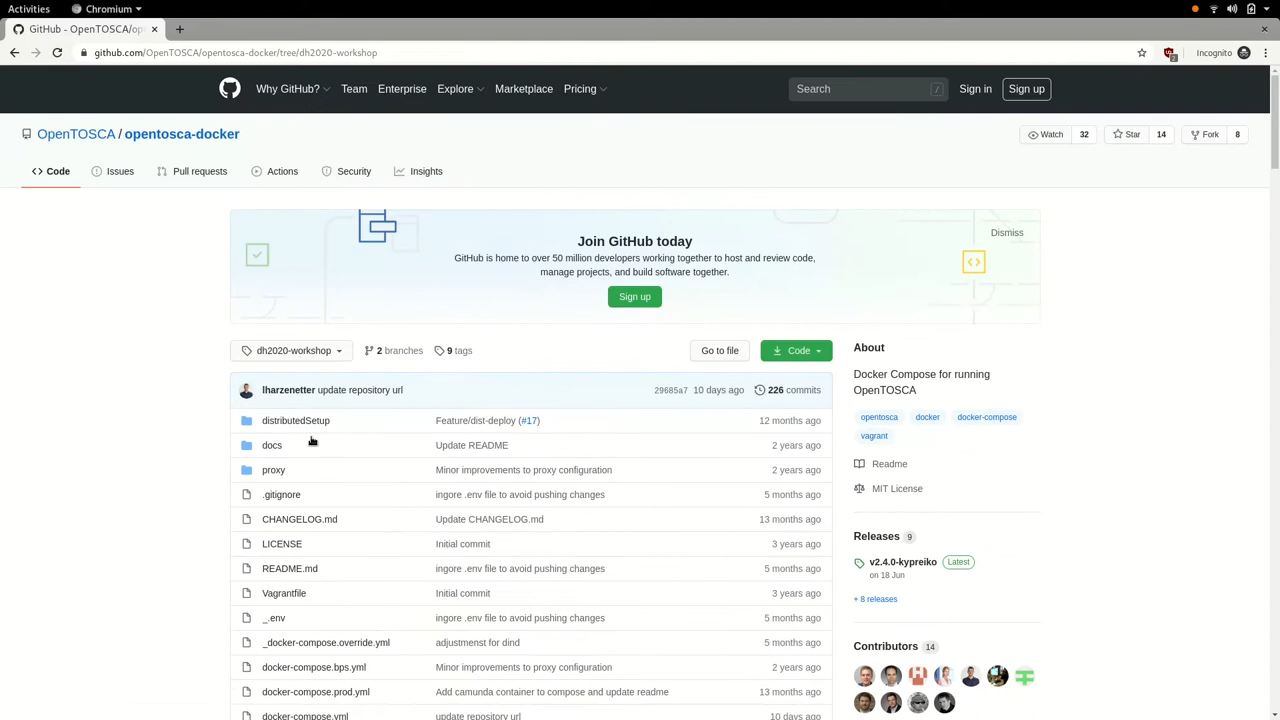 Activities Chromium
GitHub - OpenTOSCA/op
github.com/OpenTOSCA/opentosca-docker/tree/dh2020-workshop 2 Incognito
Why GitHub? Team Enterprise Explore Marketplace Pricing Search / Sign in Sign up
OpenTOSCA / opentosca-docker Watch 32 Star 14 Fork 8
Code Issues Pull requests Actions Security Insights
Join GitHub today Dismiss
GitHub is home to over 50 million developers working together to host and review code,
manage projects, and build software together.
Sign up
dh2020-workshop 2 branches 9 tags Go to file Code
lharzenetter update repository url 29685a7 10 days ago 226 commits
distributedSetup Feature/dist-deploy (#17) 12 months ago
docs Update README 2 years ago
proxy Minor improvements to proxy configuration 2 years ago
.gitignore ingore .env file to avoid pushing changes 5 months ago
CHANGELOG.md Update CHANGELOG.md 13 months ago
LICENSE Initial commit 3 years ago
README.md ingore .env file to avoid pushing changes 5 months ago
Vagrantfile Initial commit 3 years ago
_.env ingore .env file to avoid pushing changes 5 months ago
_docker-compose.override.yml adjustmenst for dind 5 months ago
docker-compose.bps.yml Minor improvements to proxy configuration 2 years ago
docker-compose.prod.yml Add camunda container to compose and update readme 13 months ago
docker-compose.yml update repository url 10 days ago
About
Docker Compose for running
OpenTOSCA
opentosca docker docker-compose
vagrant
Readme
MIT License
Releases 9
v2.4.0-kypreiko Latest
on 18 Jun
+ 8 releases
Contributors 14